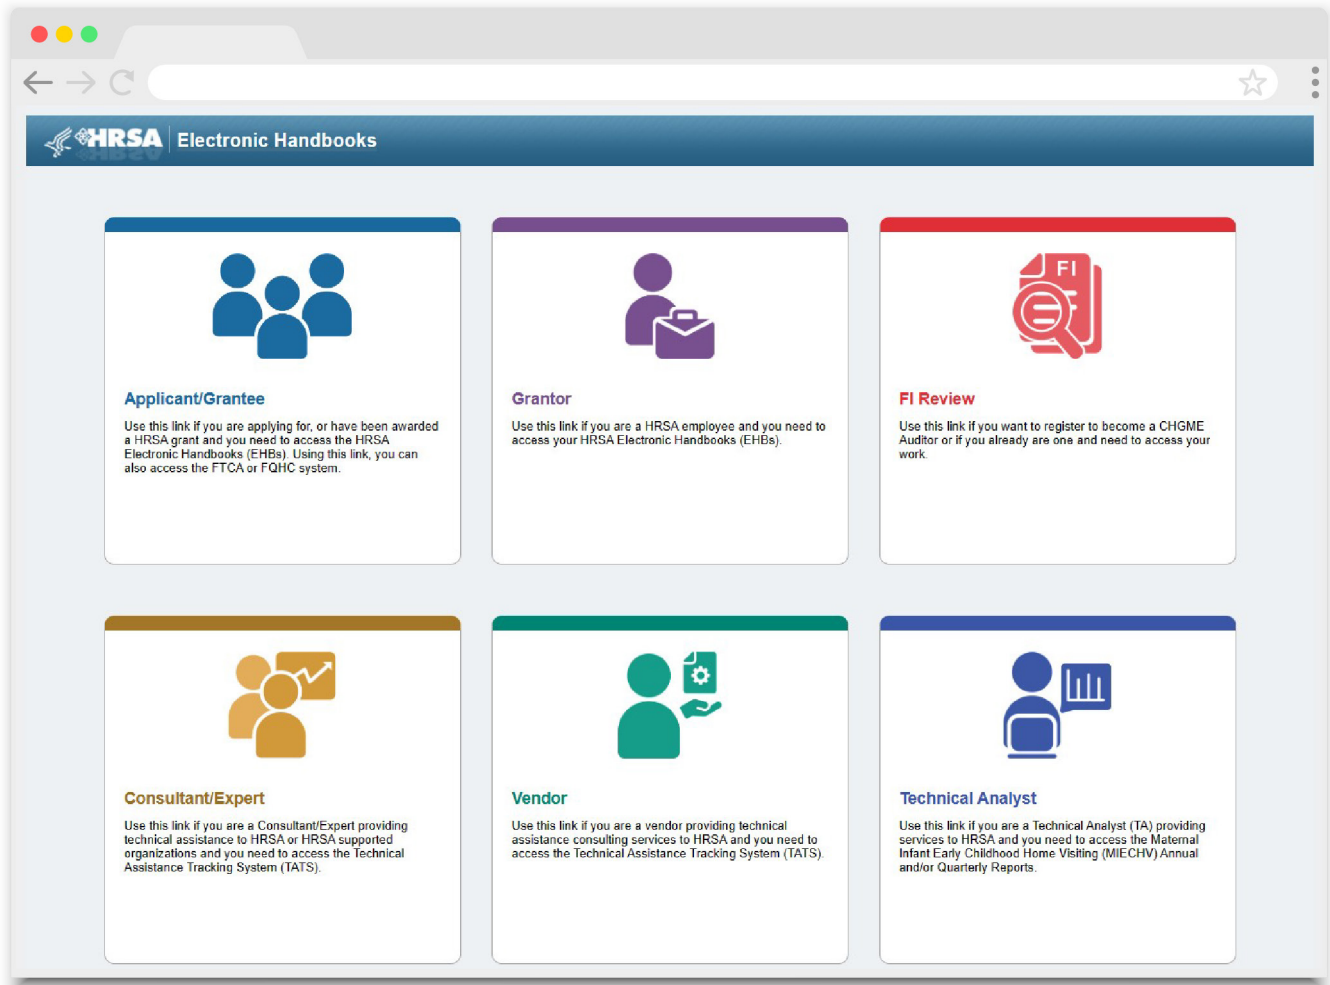 HRSA Electronic Handbooks
FI
Applicant/Grantee
Use this link if you are applying for, or have been awarded
a HRSA grant and you need to access the HRSA
Electronic Handbooks (EHBs). Using this link, you can
also access the FTCA or FQHC system.
Grantor
Use this link if you are a HRSA employee and you need to
access your HRSA Electronic Handbooks (EHBs).
FI Review
Use this link if you want to register to become a CHGME
Auditor or if you already are one and need to access your
work.
Consultant/Expert
Use this link if you are a Consultant/Expert providing
technical assistance to HRSA or HRSA supported
organizations and you need to access the Technical
Assistance Tracking System (TATS).
Vendor
Use this link if you are a vendor providing technical
assistance consulting services to HRSA and you need to
access the Technical Assistance Tracking System (TATS).
Technical Analyst
Use this link if you are a Technical Analyst (TA) providing
services to HRSA and you need to access the Maternal
Infant Early Childhood Home Visiting (MIECHV) Annual
and/or Quarterly Reports.